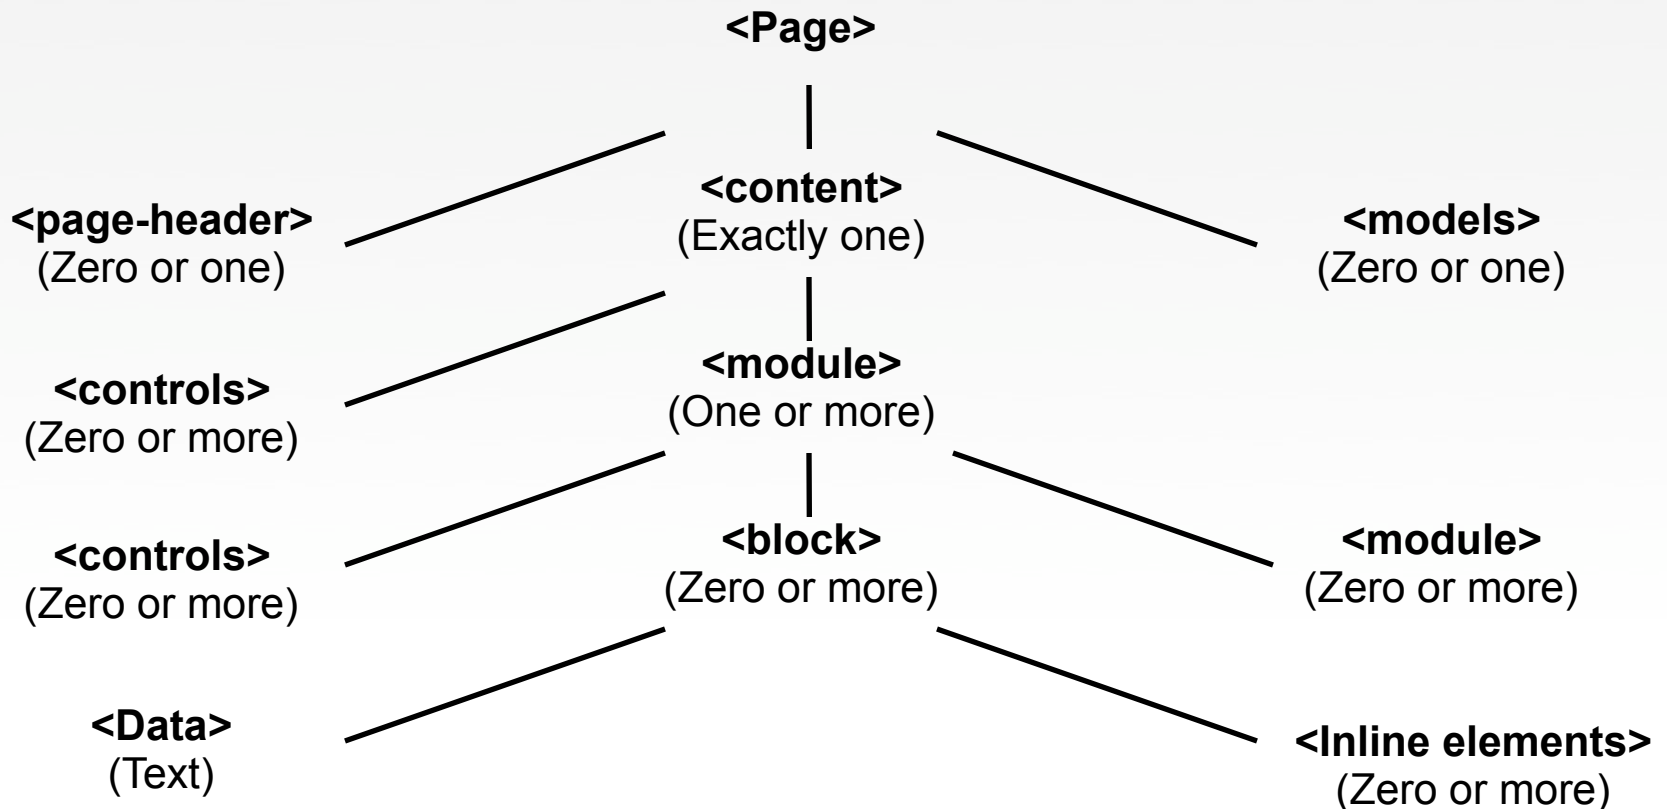 <Page>
<content>
(Exactly one)
<page-header>
(Zero or one)
<models>
(Zero or one)
<module>
(One or more)
<controls>
(Zero or more)
<block>
(Zero or more)
<controls>
(Zero or more)
<module>
(Zero or more)
<Data>
(Text)
<Inline elements>
(Zero or more)